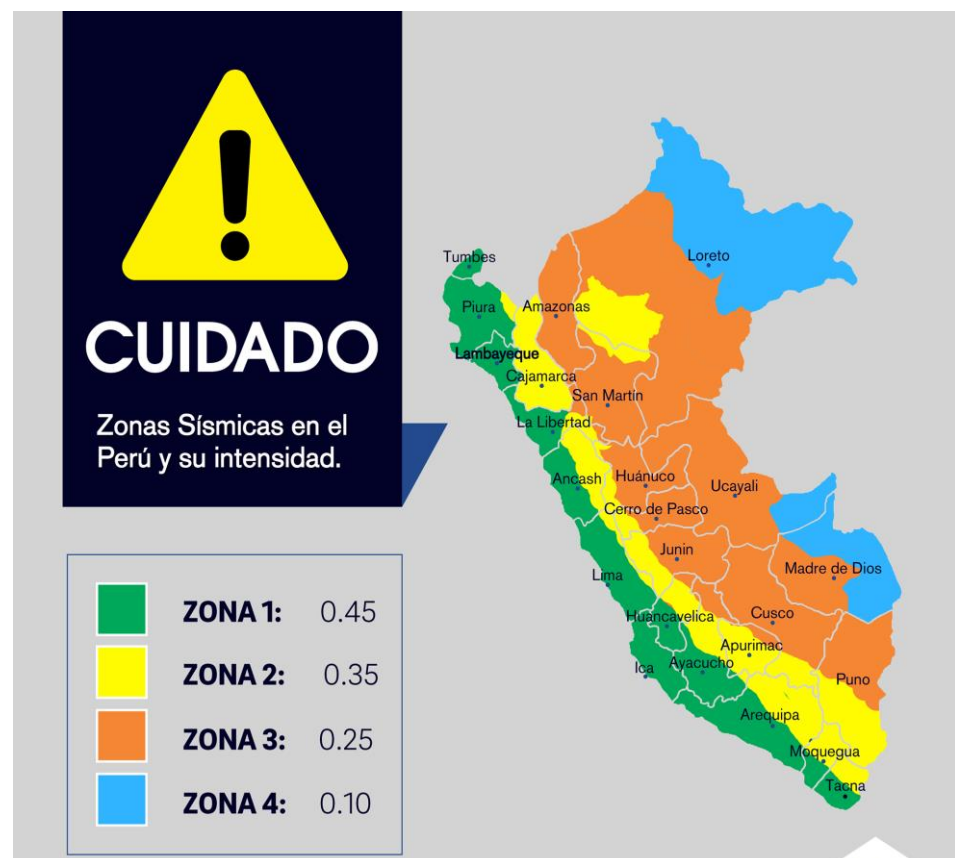 CUIDADO
Zonas Sísmicas en el
Perú y su intensidad.
ZONA 1: 0.45
ZONA 2: 0.35
ZONA 3: 0.25
ZONA 4: 0.10
Tumbes
Loreto
Piura
Amazonas
Lambayeque
Cajamarca
San Martín
La Libertad
Ancash
Huánuco
Ucayali
Cerro de Pasco
Junin
Lima
Madre de Dios
Huancavelica
Cusco
Apurimac
Ica
Ayacucho
Puno
Arequipa
Moquegua
Tacna